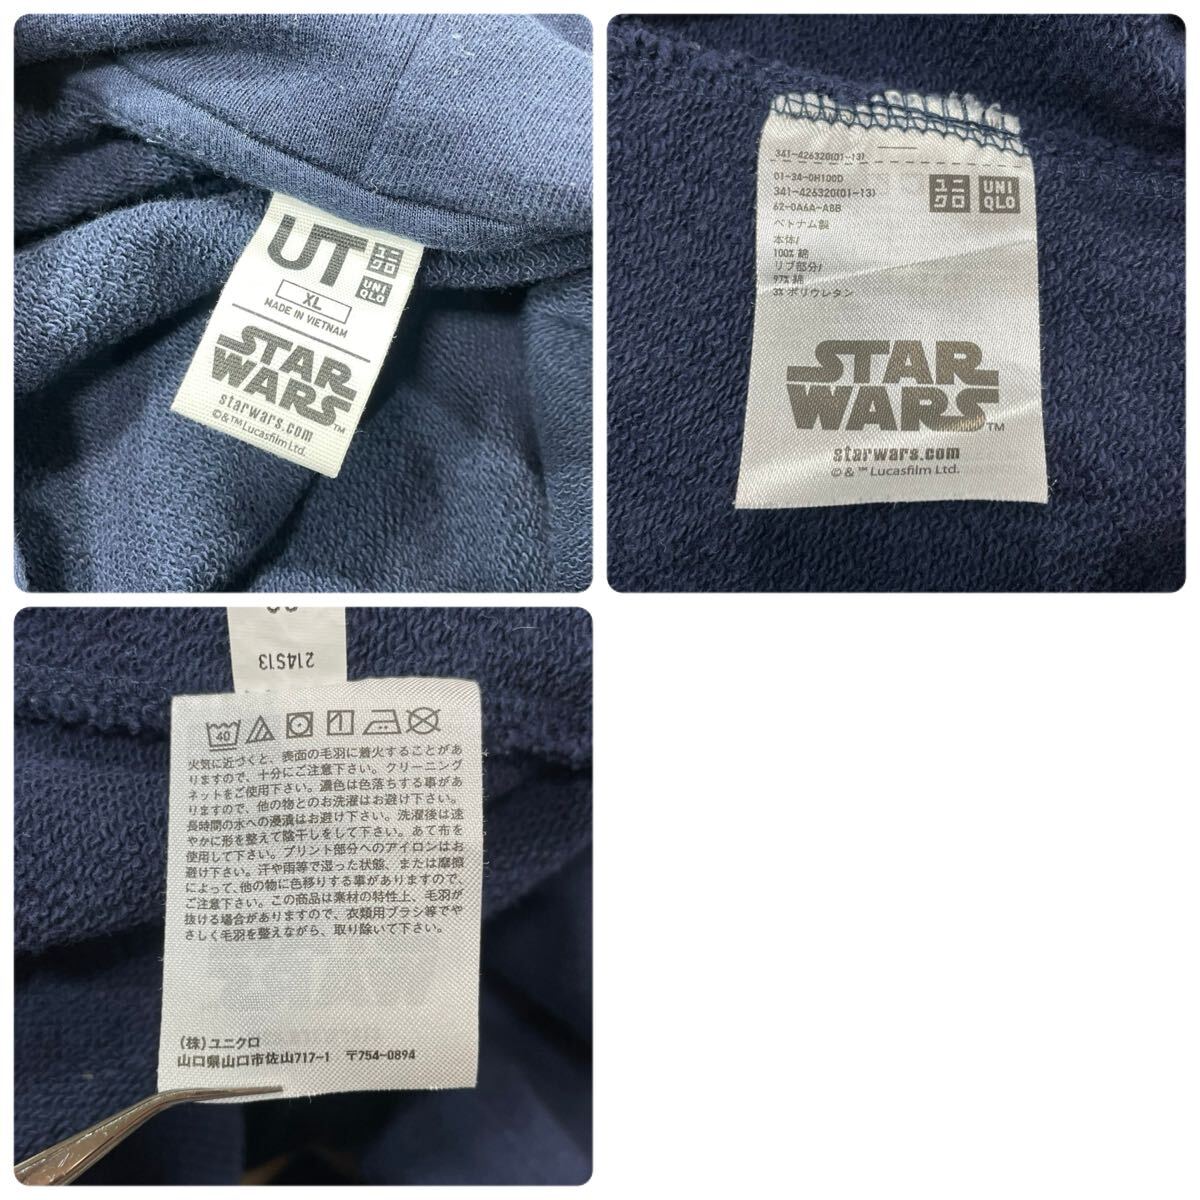 UT
ユニ
クロ
UNI
QLO
XL
MADE IN VIETNAM
STAR
WARS™
starwars.com
©&™Lucasfilm Ltd.
341-426320(01-13)
01-34-0H100D
341-426320(01-13)
62-0A6A-A8B
ベトナム製
本体/
100% 綿
リブ部分/
97% 綿
3% ポリウレタン
ユニ
クロ
UNI
QLO
STAR
WARS™
starwars.com
©&™Lucasfilm Ltd.
214S13
40
火気に近づくと、表面の毛羽に着火することがあ
りますので、十分にご注意下さい。クリーニング
ネットをご使用下さい。濃色は色落ちする事があ
りますので、他の物とのお洗濯はお避け下さい。
長時間の水への浸漬はお避け下さい。洗濯後は速
やかに形を整えて陰干しをして下さい。あて布を
使用して下さい。プリント部分へのアイロンはお
避け下さい。汗や雨等で湿った状態、または摩擦
によって、他の物に色移りする事がありますので、
ご注意下さい。この商品は素材の特性上、毛羽が
抜ける場合がありますので、衣類用ブラシ等でや
さしく毛羽を整えながら、取り除いて下さい。
(株)ユニクロ
山口県山口市佐山717-1 〒754-0894